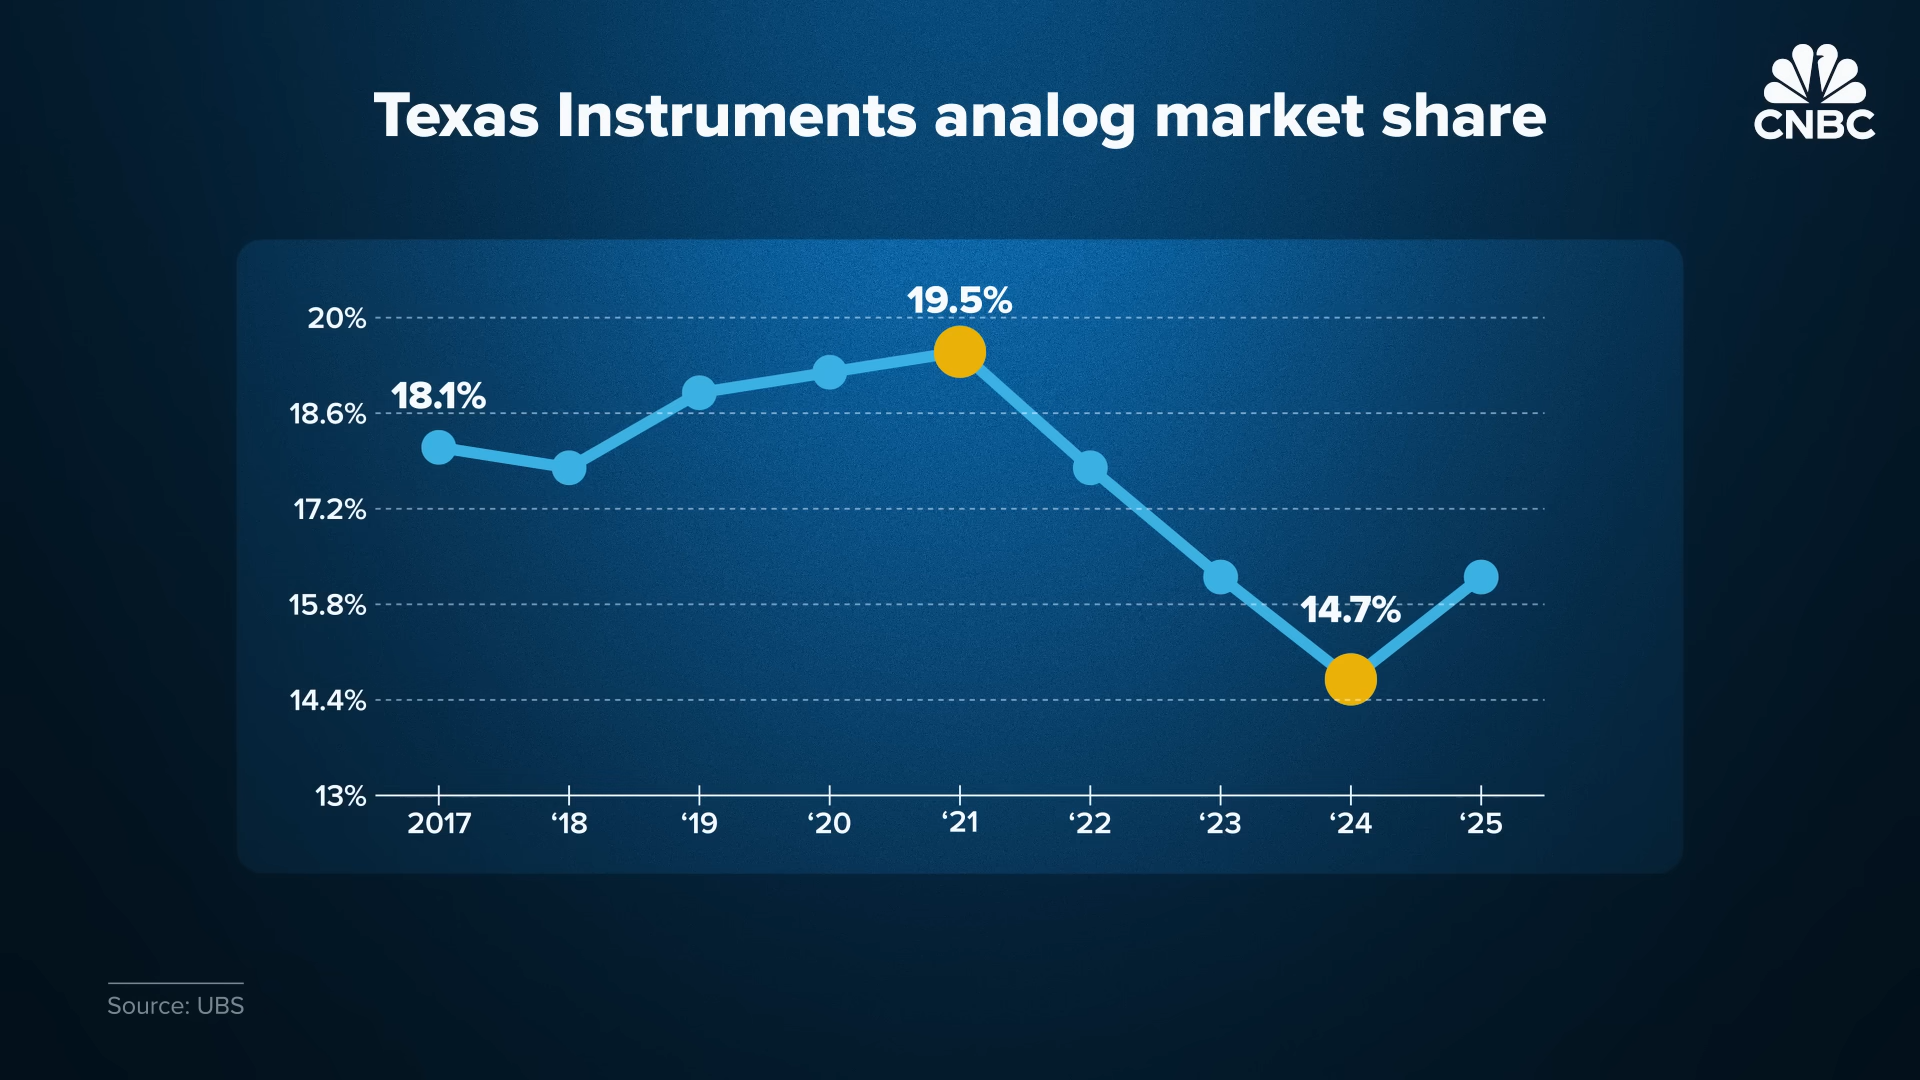 Texas Instruments analog market share
CNBC
19.5%
20%
18.1%
18.6%
17.2%
15.8%
14.7%
14.4%
13%
2017 ‘18 ‘19 ‘20 ‘21 ‘22 ‘23 ‘24 ‘25
Source: UBS